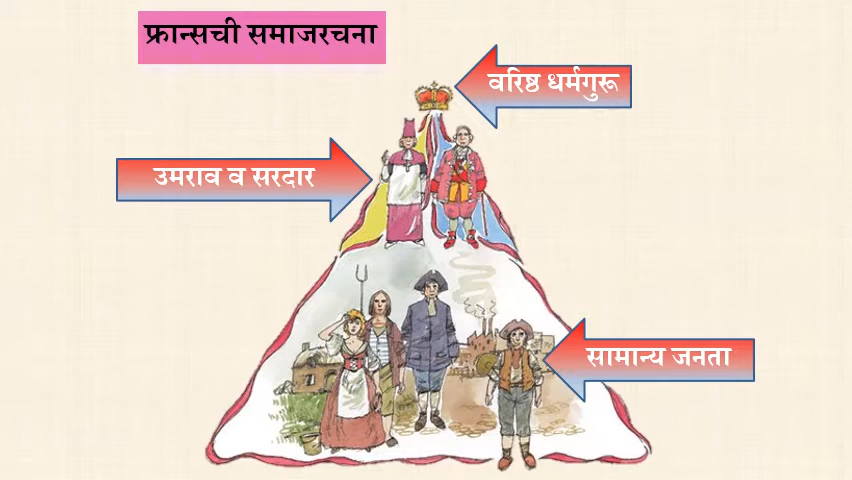 फ्रान्सची समाजरचना
वरिष्ठ धर्मगुरू
उमराव व सरदार
सामान्य जनता